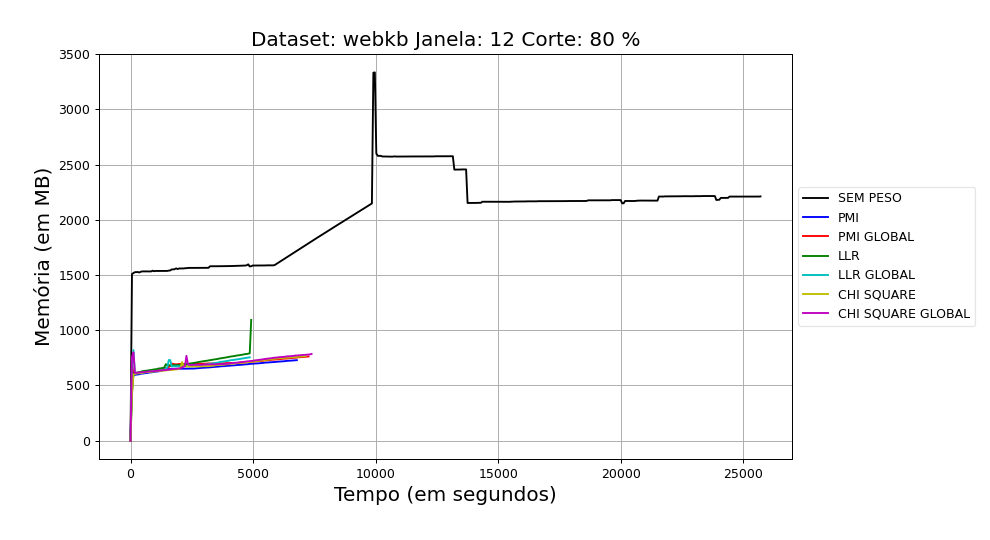 Dataset: webkb Janela: 12 Corte: 80 %
3500
3000
2500
2000
1500
1000
500
0
Memória (em MB)
0 5000 10000 15000 20000 25000
Tempo (em segundos)
SEM PESO
PMI
PMI GLOBAL
LLR
LLR GLOBAL
CHI SQUARE
CHI SQUARE GLOBAL